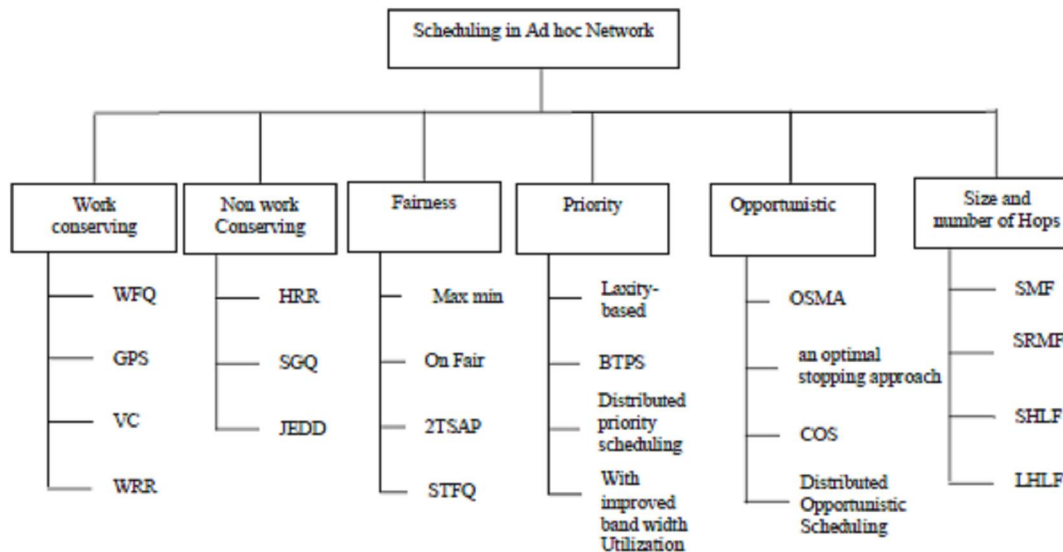 Scheduling in Ad hoc Network
Work
conserving
WFQ
GPS
VC
WRR
Non work
Conserving
HRR
SGQ
JEDD
Fairness
Max min
On Fair
2TSAP
STFQ
Priority
Laxity-
based
BTPS
Distributed
priority
scheduling
With
improved
band width
Utilization
Opportunistic
OSMA
an optimal
stopping approach
COS
Distributed
Opportunistic
Scheduling
Size and
number of Hops
SMF
SRMF
SHLF
LHLF